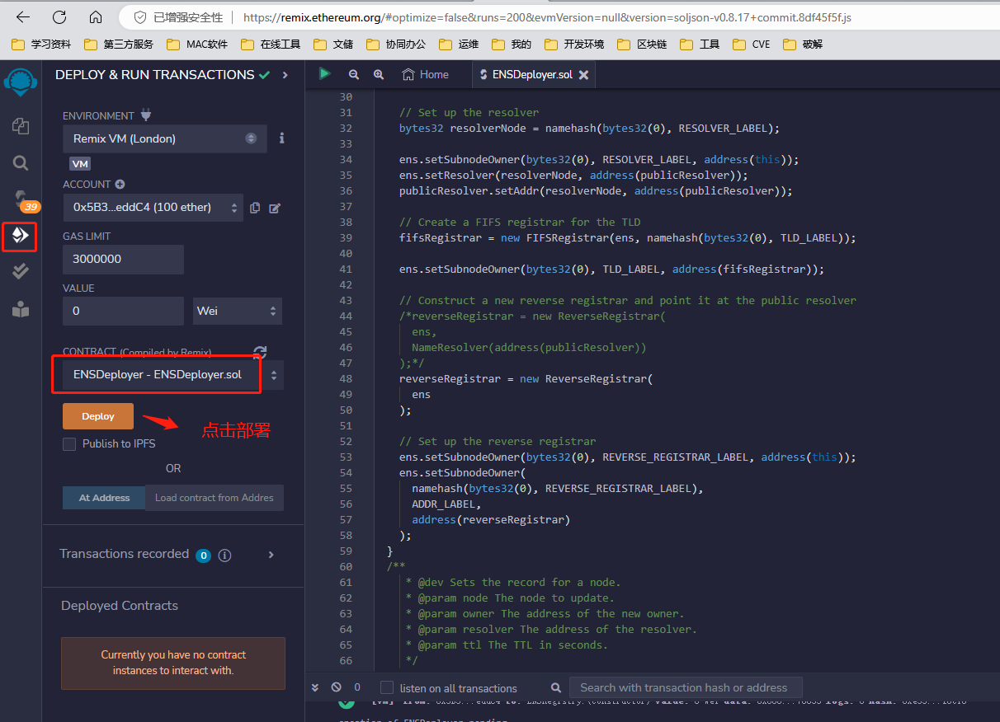 已增强安全性
https://remix.ethereum.org/#optimize=false&runs=200&evmVersion=null&version=soljson-v0.8.17+commit.8df45f5f.js
学习资料 第三方服务 MAC软件 在线工具 文储 协同办公 运维 我的 开发环境 区块链 工具 CVE 破解
DEPLOY & RUN TRANSACTIONS
ENVIRONMENT
Remix VM (London)
VM
ACCOUNT
0x5B3...eddC4 (100 ether)
39
GAS LIMIT
3000000
VALUE
0 Wei
CONTRACT (Compiled by Remix)
ENSDeployer - ENSDeployer.sol
Deploy
点击部署
Publish to IPFS
OR
At Address Load contract from Addres
Transactions recorded 0 i
Deployed Contracts
Currently you have no contract
instances to interact with.
Home ENSDeployer.sol
30
31 // Set up the resolver
32 bytes32 resolverNode = namehash(bytes32(0), RESOLVER_LABEL);
33
34 ens.setSubnodeOwner(bytes32(0), RESOLVER_LABEL, address(this));
35 ens.setResolver(resolverNode, address(publicResolver));
36 publicResolver.setAddr(resolverNode, address(publicResolver));
37
38 // Create a FIFS registrar for the TLD
39 fifsRegistrar = new FIFSRegistrar(ens, namehash(bytes32(0), TLD_LABEL));
40
41 ens.setSubnodeOwner(bytes32(0), TLD_LABEL, address(fifsRegistrar));
42
43 // Construct a new reverse registrar and point it at the public resolver
44 /*reverseRegistrar = new ReverseRegistrar(
45 ens,
46 NameResolver(address(publicResolver))
47 );*/
48 reverseRegistrar = new ReverseRegistrar(
49 ens
50 );
51
52 // Set up the reverse registrar
53 ens.setSubnodeOwner(bytes32(0), REVERSE_REGISTRAR_LABEL, address(this));
54 ens.setSubnodeOwner(
55 namehash(bytes32(0), REVERSE_REGISTRAR_LABEL),
56 ADDR_LABEL,
57 address(reverseRegistrar)
58 );
59 }
60 /**
61 * @dev Sets the record for a node.
62 * @param node The node to update.
63 * @param owner The address of the new owner.
64 * @param resolver The address of the resolver.
65 * @param ttl The TTL in seconds.
66 */
0 listen on all transactions Search with transaction hash or address